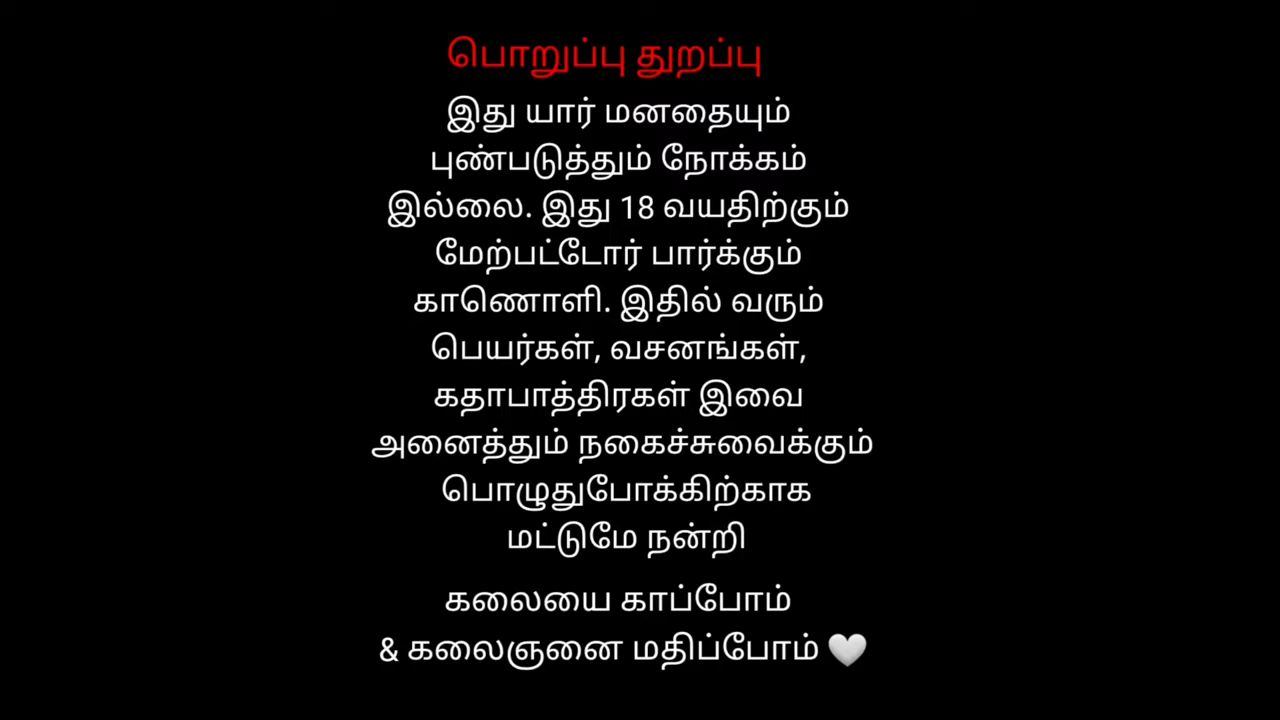 பொறுப்பு துறப்பு
இது யார் மனதையும்
புண்படுத்தும் நோக்கம்
இல்லை. இது 18 வயதிற்கும்
மேற்பட்டோர் பார்க்கும்
காணொளி. இதில் வரும்
பெயர்கள், வசனங்கள்,
கதாபாத்திரகள் இவை
அனைத்தும் நகைச்சுவைக்கும்
பொழுதுபோக்கிற்காக
மட்டுமே நன்றி
கலையை காப்போம்
& கலைஞனை மதிப்போம் 🤍